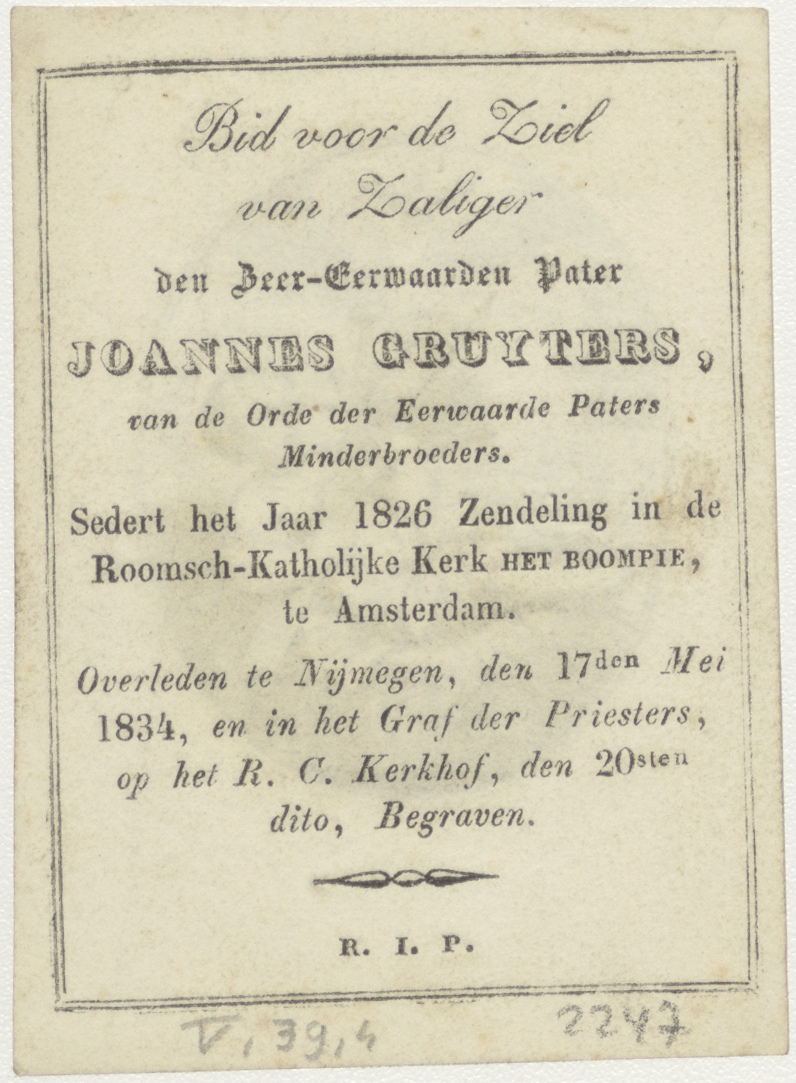 Bid voor de Ziel
van Zaliger
den Zeer-Eerwaarden Pater
JOANNES GRUYTERS,
van de Orde der Eerwaarde Paters
Minderbroeders.
Sedert het Jaar 1826 Zendeling in de
Roomsch-Katholijke Kerk HET BOOMPIE,
te Amsterdam.
Overleden te Nijmegen, den 17den Mei
1834, en in het Graf der Priesters,
op het R. C. Kerkhof, den 20sten
dito, Begraven.
R. I. P.
V, 39, 4 2247